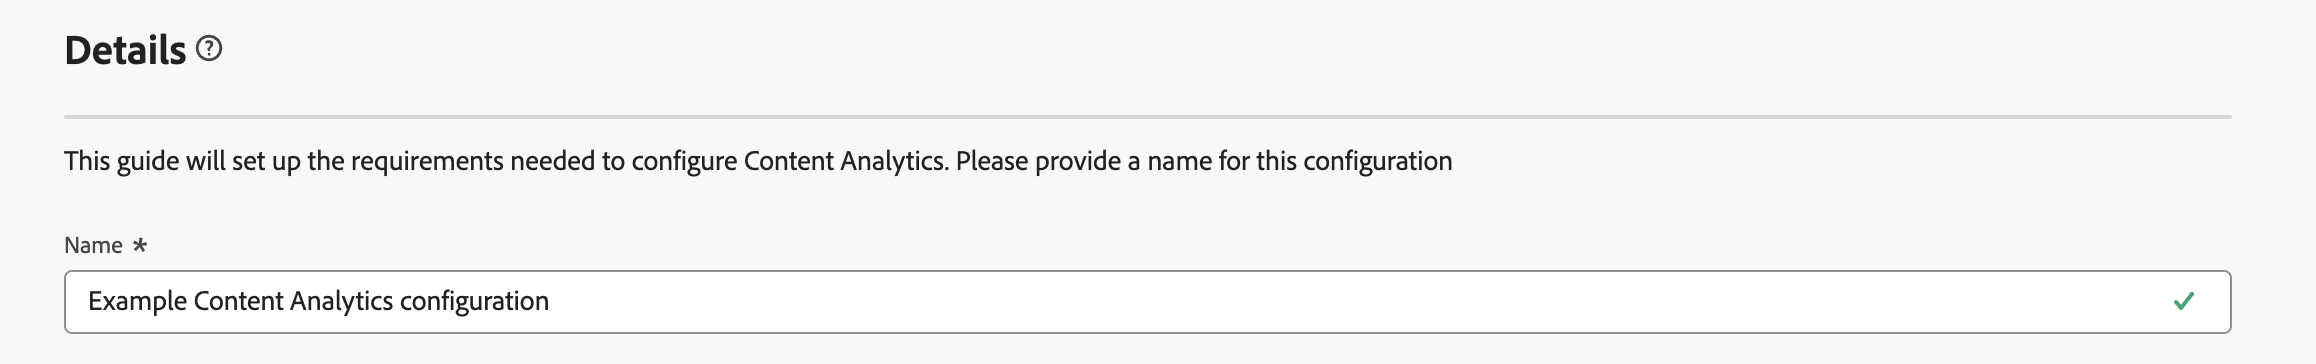 Details ?
This guide will set up the requirements needed to configure Content Analytics. Please provide a name for this configuration
Name *
Example Content Analytics configuration